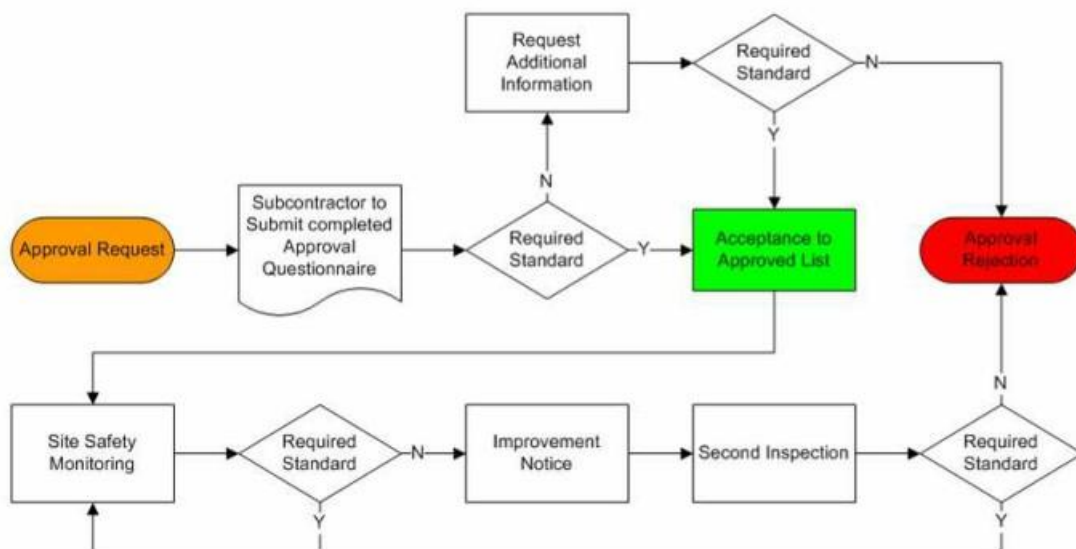 Request
Additional
Information
Required
Standard
N
Y
N
Approval Request
Subcontractor to
Submit completed
Approval
Questionnaire
Required
Standard
Y
Acceptance to
Approved List
Approval
Rejection
N
Site Safety
Monitoring
Required
Standard
N
Improvement
Notice
Second Inspection
Required
Standard
Y
Y